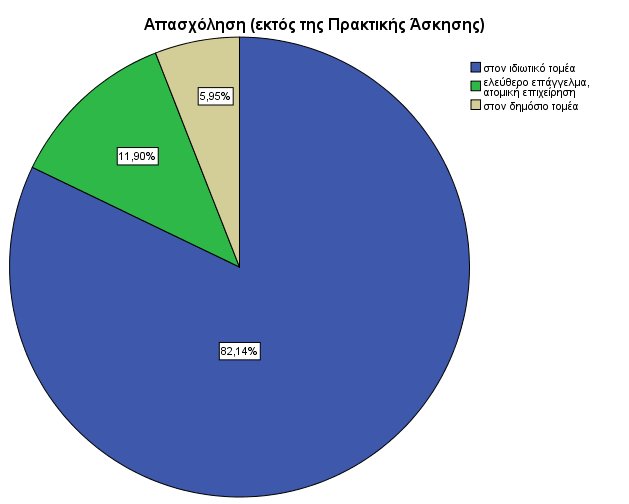 Απασχόληση (εκτός της Πρακτικής Άσκησης)
στον ιδιωτικό τομέα
ελεύθερο επάγγελμα,
ατομική επιχείρηση
στον δημόσιο τομέα
5,95%
11,90%
82,14%